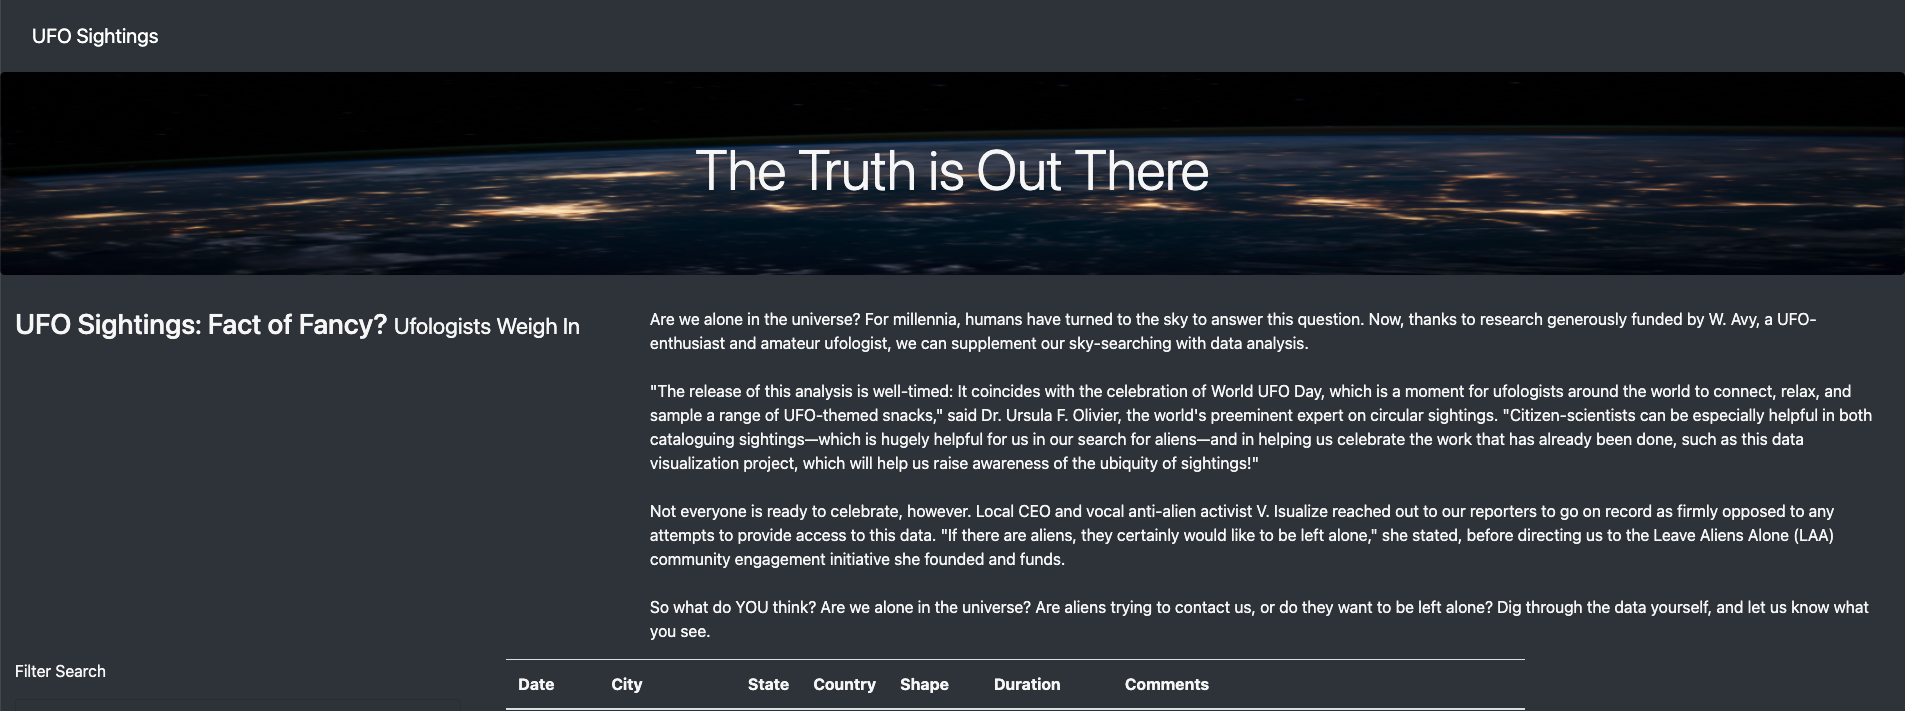 UFO Sightings
The Truth is Out There
UFO Sightings: Fact of Fancy? Ufologists Weigh In
Are we alone in the universe? For millennia, humans have turned to the sky to answer this question. Now, thanks to research generously funded by W. Avy, a UFO-
enthusiast and amateur ufologist, we can supplement our sky-searching with data analysis.
"The release of this analysis is well-timed: It coincides with the celebration of World UFO Day, which is a moment for ufologists around the world to connect, relax, and
sample a range of UFO-themed snacks," said Dr. Ursula F. Olivier, the world's preeminent expert on circular sightings. "Citizen-scientists can be especially helpful in both
cataloguing sightings—which is hugely helpful for us in our search for aliens—and in helping us celebrate the work that has already been done, such as this data
visualization project, which will help us raise awareness of the ubiquity of sightings!"
Not everyone is ready to celebrate, however. Local CEO and vocal anti-alien activist V. Isualize reached out to our reporters to go on record as firmly opposed to any
attempts to provide access to this data. "If there are aliens, they certainly would like to be left alone," she stated, before directing us to the Leave Aliens Alone (LAA)
community engagement initiative she founded and funds.
So what do YOU think? Are we alone in the universe? Are aliens trying to contact us, or do they want to be left alone? Dig through the data yourself, and let us know what
you see.
Filter Search
Date City State Country Shape Duration Comments